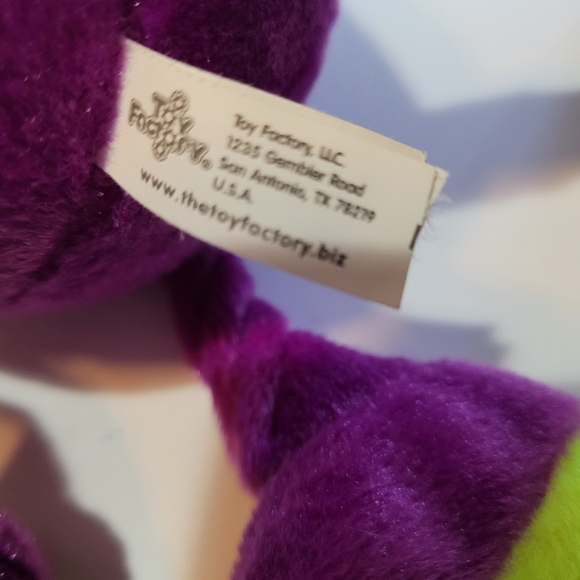 TOY
FACTORY®
Toy Factory, LLC.
1235 Gembler Road
San Antonio, TX 78219
U.S.A.
www.thetoyfactory.biz